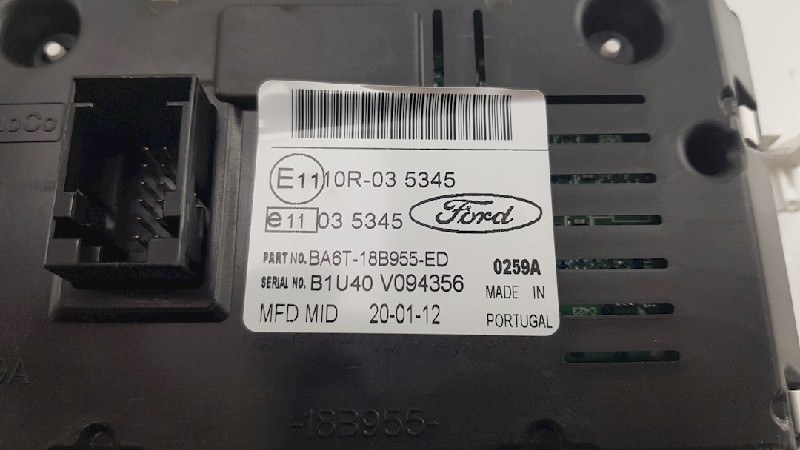 E11 10R-03 5345
e11 03 5345 Ford
PART NO. BA6T-18B955-ED 0259A
SERIAL NO. B1U40 V094356 MADE IN
MFD MID 20-01-12 PORTUGAL
-18B955-